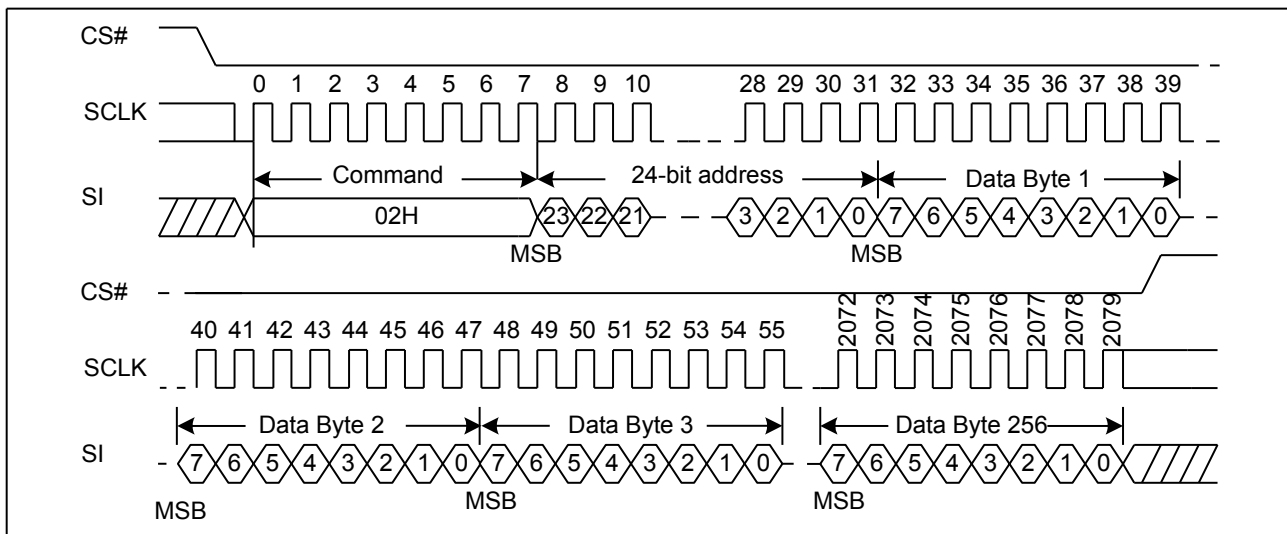 CS#
0 1 2 3 4 5 6 7 8 9 10 28 29 30 31 32 33 34 35 36 37 38 39
SCLK
Command 24-bit address Data Byte 1
SI
02H 23 22 21 3 2 1 0 7 6 5 4 3 2 1 0
MSB MSB
CS#
40 41 42 43 44 45 46 47 48 49 50 51 52 53 54 55 2072 2073 2074 2075 2076 2077 2078 2079
SCLK
Data Byte 2 Data Byte 3 Data Byte 256
SI
7 6 5 4 3 2 1 0 7 6 5 4 3 2 1 0 7 6 5 4 3 2 1 0
MSB MSB MSB